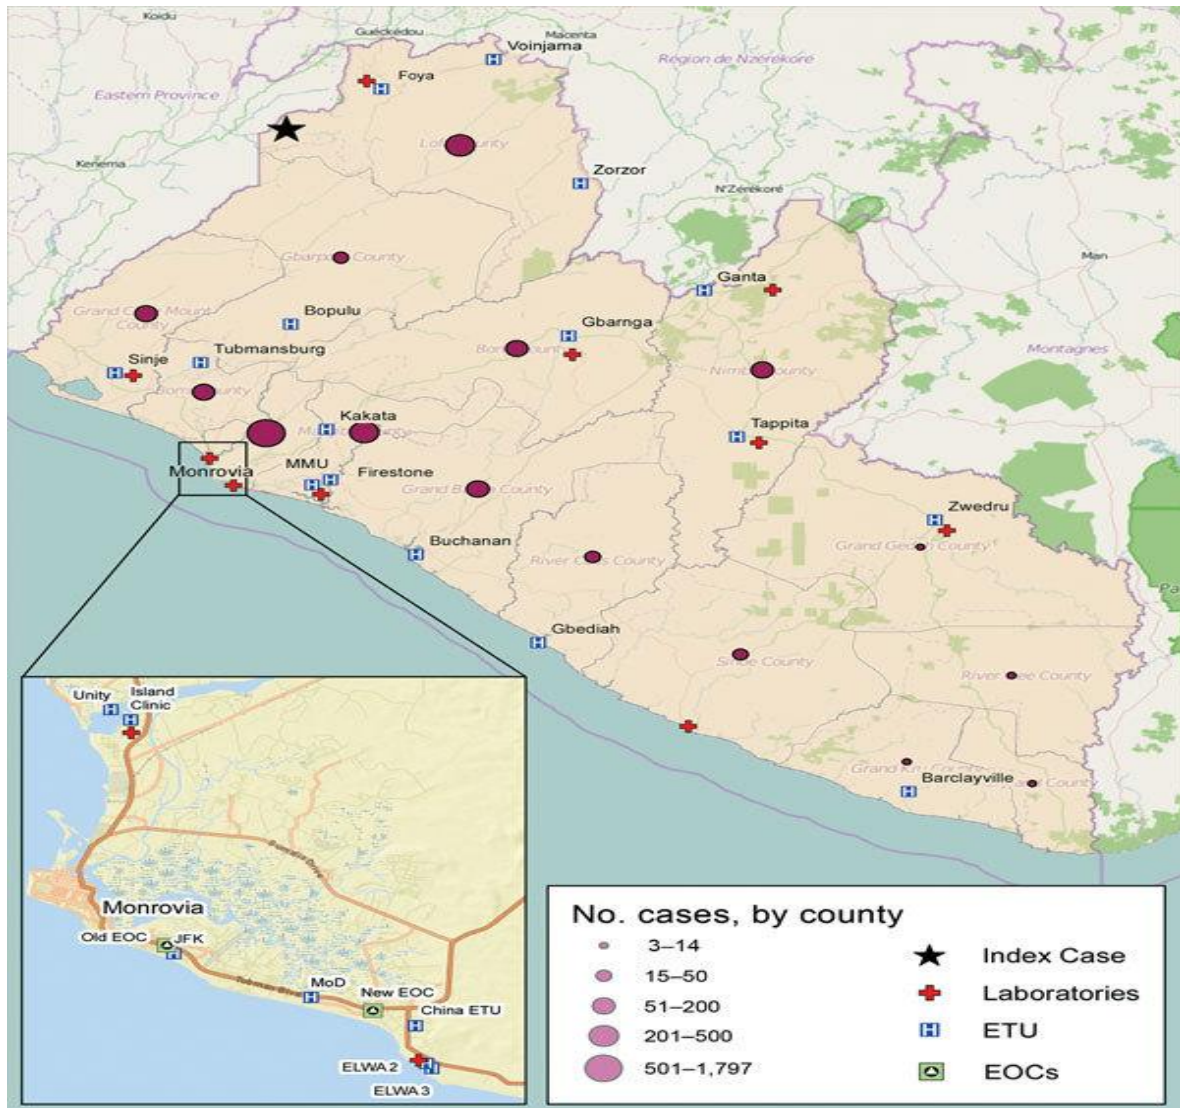 Koidu
Guéckédou
Macenta
Voinjama
Région de Nzérékoré
Eastern Province
Foya
Kenema
Zorzor
N'Zérékoré
Gbarpolu County
Man
Ganta
Grand Cape Mount
County
Bopulu
Gbarnga
Montagnes
Tubmansburg
Sinje
Kakata
Tappita
MMU
Firestone
Monrovia
Zwedru
Buchanan
Grand Gedeh County
River Cess County
Gbediah
Sinoe County
River Gee County
Barclayville
Unity
Island
Clinic
Monrovia
Old EOC
JFK
MoD
New EOC
China ETU
ELWA 2
ELWA 3
No. cases, by county
3–14
15–50
51–200
201–500
501–1,797
Index Case
Laboratories
ETU
EOCs